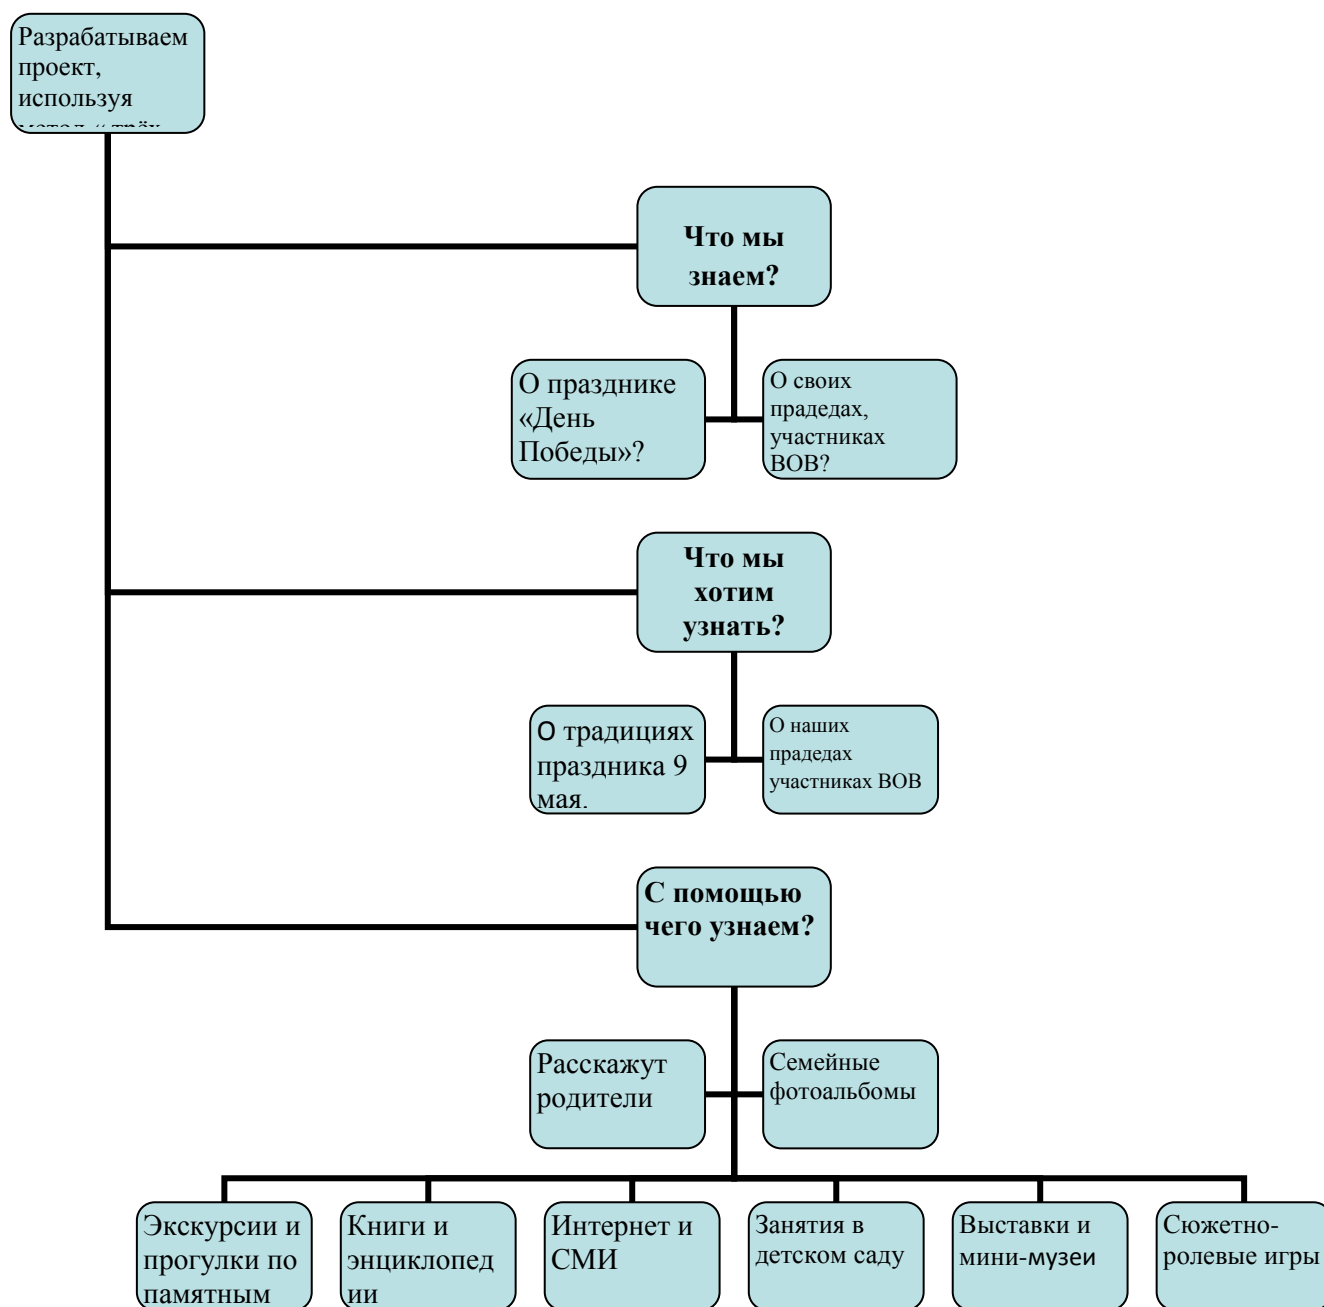 Разрабатываем
проект,
используя
метод “ трёх
Что мы
знаем?
О празднике
«День
Победы»?
О своих
прадедах,
участниках
ВОВ?
Что мы
хотим
узнать?
О традициях
праздника 9
мая.
О наших
прадедах
участниках ВОВ
С помощью
чего узнаем?
Расскажут
родители
Семейные
фотоальбомы
Экскурсии и
прогулки по
памятным
Книги и
энциклопед
ии
Интернет и
СМИ
Занятия в
детском саду
Выставки и
мини-музеи
Сюжетно-
ролевые игры